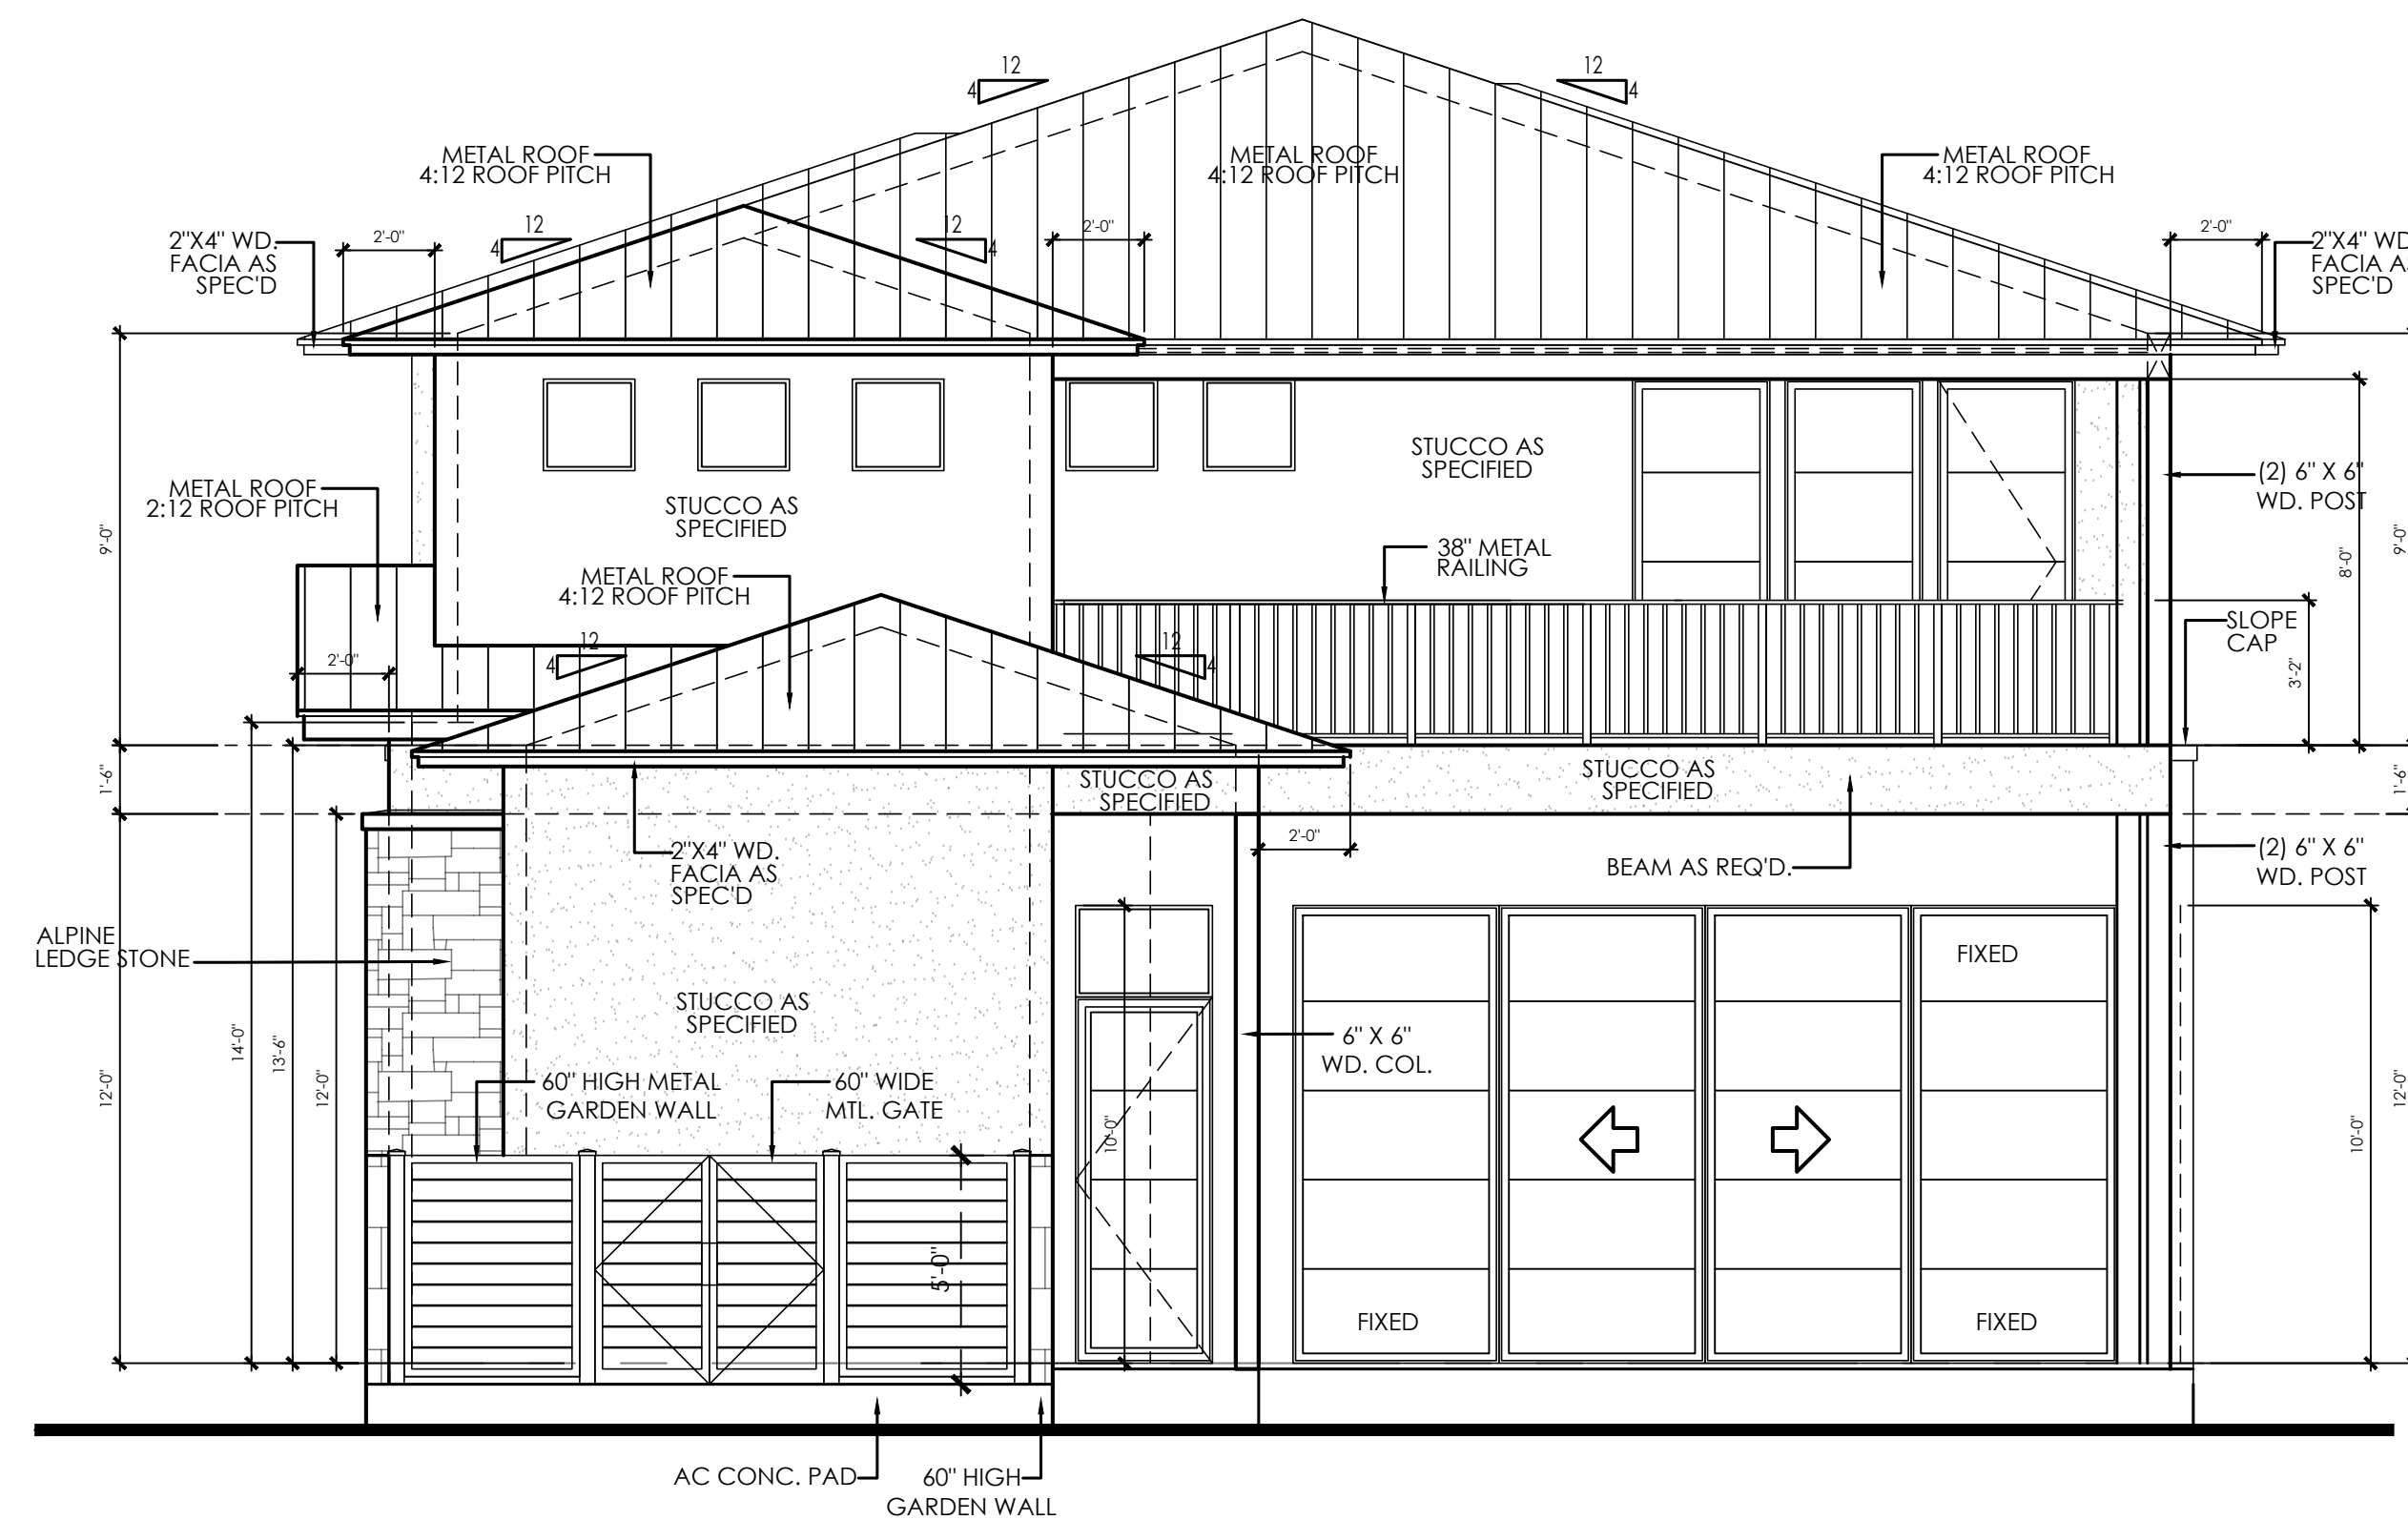 12
4
12
4
METAL ROOF
4:12 ROOF PITCH
METAL ROOF
4:12 ROOF PITCH
METAL ROOF
4:12 ROOF PITCH
2"X4" WD.
FACIA AS
SPEC'D
2'-0"
12
4
12
4
2'-0"
2'-0"
2"X4" WD
FACIA A
SPEC'D
STUCCO AS
SPECIFIED
METAL ROOF
2:12 ROOF PITCH
STUCCO AS
SPECIFIED
(2) 6" X 6"
WD. POST
9'-0"
38" METAL
RAILING
8'-0"
9'-0"
METAL ROOF
4:12 ROOF PITCH
2'-0"
12
4
12
4
SLOPE
CAP
3'-2"
1'-6"
STUCCO AS
SPECIFIED
STUCCO AS
SPECIFIED
1'-6"
2'-0"
2"X4" WD.
FACIA AS
SPEC'D
BEAM AS REQ'D.
(2) 6" X 6"
WD. POST
ALPINE
LEDGE STONE
FIXED
STUCCO AS
SPECIFIED
6" X 6"
WD. COL.
12'-0"
14'-0"
13'-6"
12'-0"
60" HIGH METAL
GARDEN WALL
60" WIDE
MTL. GATE
10'-0"
10'-0"
12'-0"
5'-0"
FIXED
FIXED
AC CONC. PAD
60" HIGH
GARDEN WALL